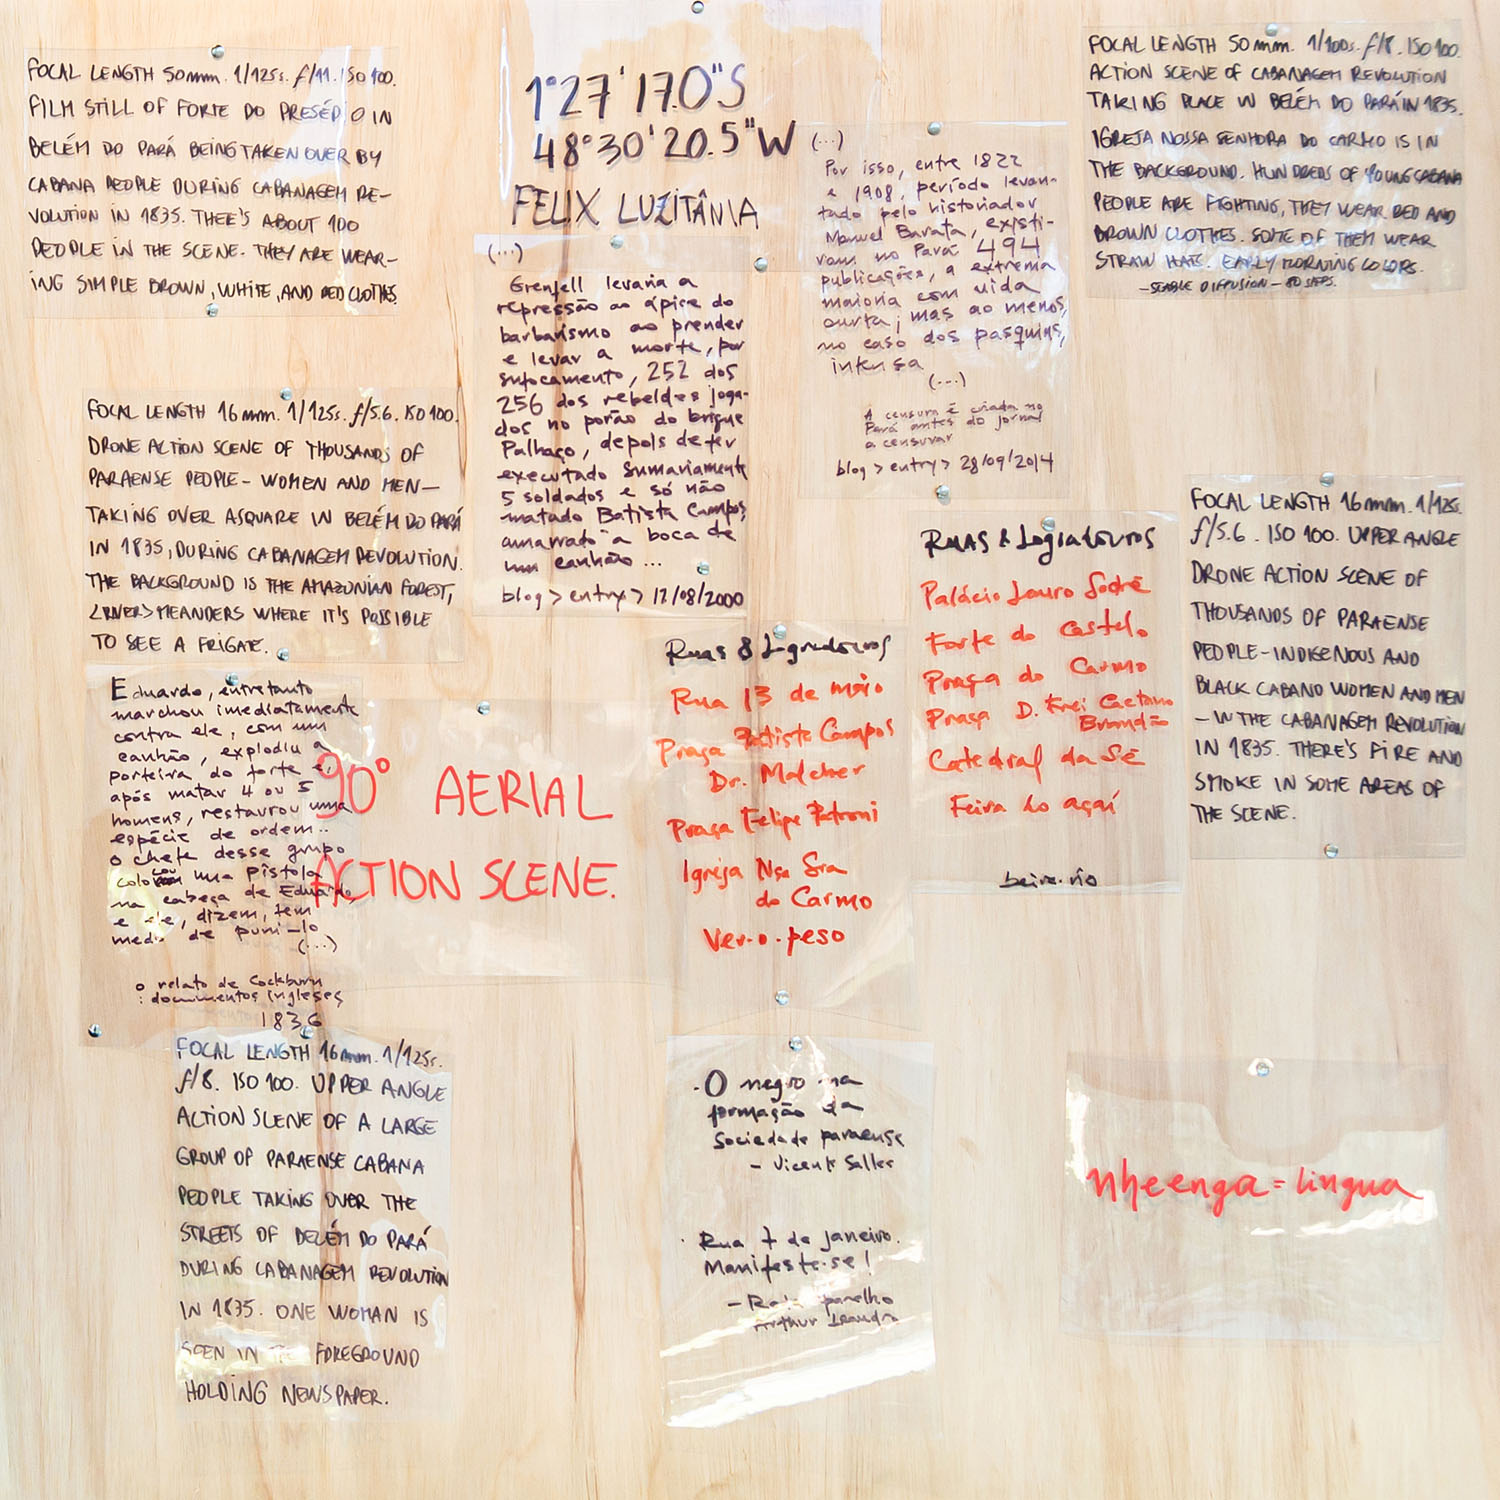 FOCAL LENGTH 50mm. 1/125s. f/11. ISO 100.
FILM STILL OF FORTE DO PRESÉPIO IN
BELÉM DO PARÁ BEING TAKEN OVER BY
CABANA PEOPLE DURING CABANAGEM RE-
VOLUTION IN 1835. THEE'S ABOUT 100
PEOPLE IN THE SCENE. THEY ARE WEAR-
ING SIMPLE BROWN, WHITE, AND RED CLOTHES.
1°27'17.0"S
48°30'20.5"W
FELIX LUZITÂNIA
(...)
Grenfell levaria a
repressão ao ápice do
barbarismo ao prender
e levar a morte, por
sufocamento, 252 dos
256 dos rebeldes joga-
dos no porão do brigue
Palhaço, depois de ter
executado sumariamente
5 soldados e só não
matado Batista Campos,
amarrato a boca de
um canhão ...
blog > entry > 12/08/2000
(...)
Por isso, entre 1822
e 1908, período levan-
tado pelo historiador
Manuel Barata, existi-
vam no Pará 494
publicações, a extrema
maioria com vida
curta; mas ao menos,
no caso dos pasquins,
intensa
(...)
A censura é criada no
Pará antes do jornal
a censurar
blog > entry > 28/09/2014
FOCAL LENGTH 50mm. 1/100s. f/8. ISO 100.
ACTION SCENE OF CABANAGEM REVOLUTION
TAKING PLACE IN BELÉM DO PARÁ IN 1835.
IGREJA NOSSA SENHORA DO CARMO IS IN
THE BACKGROUND. HUNDREDS OF YOUNG CABANA
PEOPLE ARE FIGHTING, THEY WEAR RED AND
BROWN CLOTHES. SOME OF THEM WEAR
STRAW HATS. EARLY MORNING COLORS.
- STABLE DIFFUSION - 80 STEPS.
FOCAL LENGTH 16mm. 1/125s. f/5.6. ISO 100.
DRONE ACTION SCENE OF THOUSANDS OF
PARAENSE PEOPLE - WOMEN AND MEN -
TAKING OVER A SQUARE IN BELÉM DO PARÁ
IN 1835, DURING CABANAGEM REVOLUTION.
THE BACKGROUND IS THE AMAZONIAN FOREST,
<RIVER> MEANDERS WHERE IT'S POSSIBLE
TO SEE A FRIGATE.
Eduardo, entretanto
marchou imediatamente
contra ele, com um
canhão, explodiu a
porteira do forte e,
após matar 4 ou 5
homens, restaurou uma
espécie de ordem...
o chefe desse grupo
colocou uma pistola
na cabeça de Eduardo,
e ele, dizem, tem
medo de puni-lo
(...)
o relato de Cockburn
: documentos ingleses
1836
90° AERIAL
ACTION SCENE.
Ruas & Logradouros
Rua 13 de maio
Praça Batista Campos
Dr. Malcher
Praça Felipe Patroni
Igreja Nsa Sra
do Carmo
Ver-o-peso
Ruas & Logradouros
Palácio Lauro Sodré
Forte do Castelo
Praça do Carmo
Praça D. Frei Caetano
Brandão
Catedral da Sé
Feira do açaí
beira-rio
FOCAL LENGTH 16mm. 1/125s.
f/5.6. ISO 100. UPPER ANGLE
DRONE ACTION SCENE OF
THOUSANDS OF PARAENSE
PEOPLE - INDIGENOUS AND
BLACK CABANO WOMEN AND MEN
- IN THE CABANAGEM REVOLUTION
IN 1835. THERE'S FIRE AND
SMOKE IN SOME AREAS OF
THE SCENE.
FOCAL LENGTH 16mm. 1/125s.
f/8. ISO 100. UPPER ANGLE
ACTION SCENE OF A LARGE
GROUP OF PARAENSE CABANA
PEOPLE TAKING OVER THE
STREETS OF BELÉM DO PARÁ
DURING CABANAGEM REVOLUTION
IN 1835. ONE WOMAN IS
SEEN IN THE FOREGROUND
HOLDING NEWSPAPER.
. O negro na
formação da
sociedade paraense
- Vicente Salles
. Rua 7 de janeiro.
Manifeste-se!
Arthur Leandro
nheenga = língua